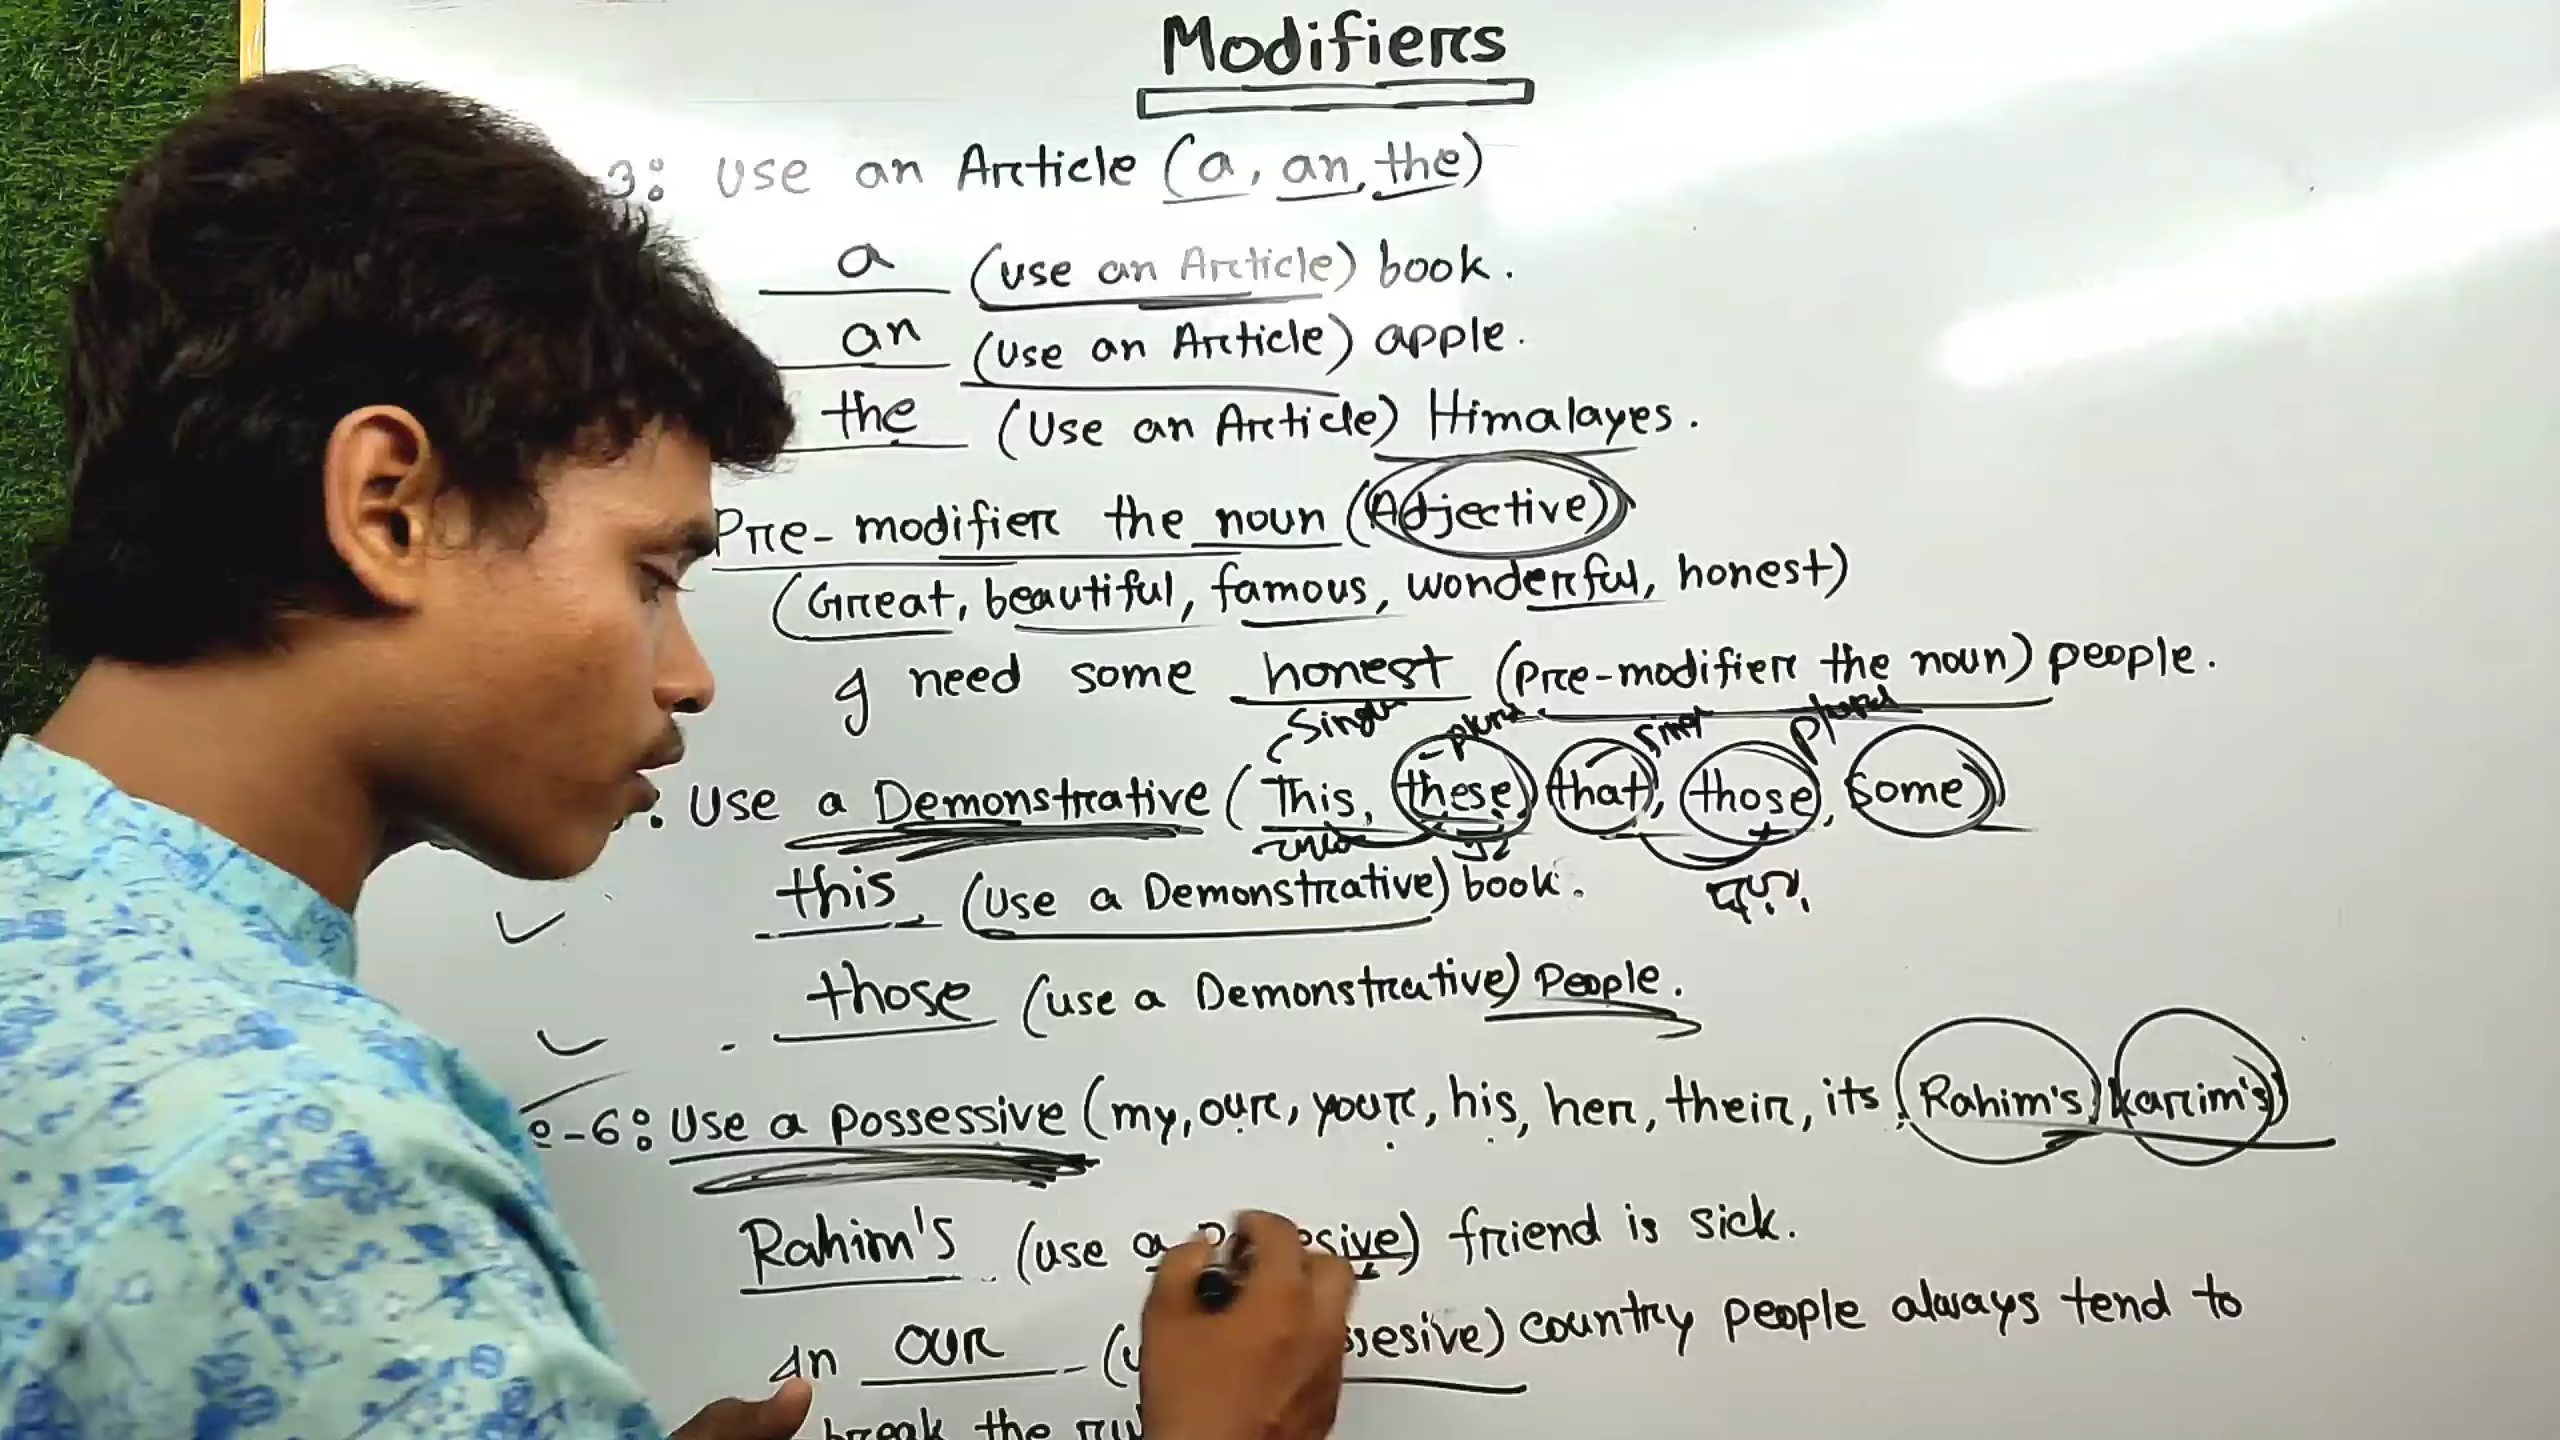 Modifiers
3: Use an Article (a, an, the)
a (use an Article) book.
an (use an Article) apple.
the (Use an Article) Himalayes.
Pre-modifier the noun (Adjective)
(Great, beautiful, famous, wonderful, honest)
I need some honest (pre-modifier the noun) people.
plural plural
: Use a Demonstrative (This, these, that, those, some)
this (Use a Demonstrative) book.
those (use a Demonstrative) People.
e-6: Use a possessive (my, our, your, his, her, their, its, Rahim's, karim's)
Rahim's (use a friend is sick.
In our country people always tend to
break the